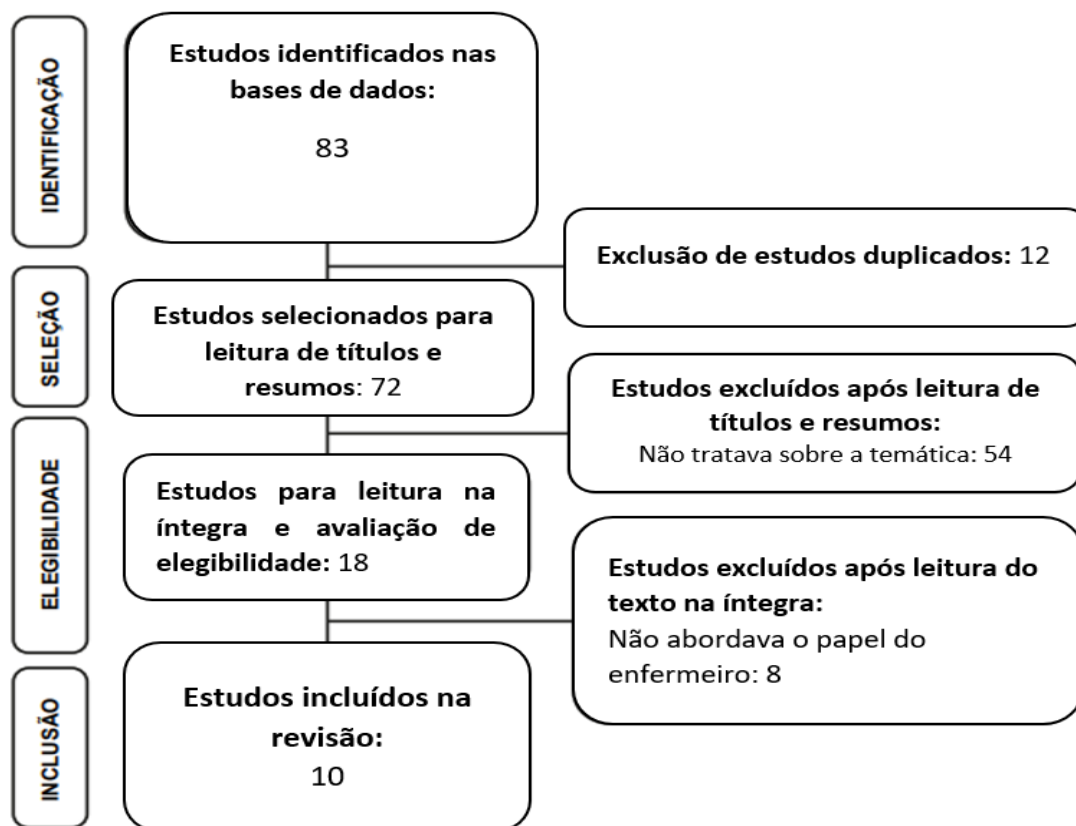 IDENTIFICAÇÃO
Estudos identificados nas
bases de dados:
83
Exclusão de estudos duplicados: 12
SELEÇÃO
Estudos selecionados para
leitura de títulos e
resumos: 72
Estudos excluídos após leitura de
títulos e resumos:
Não tratava sobre a temática: 54
ELEGIBILIDADE
Estudos para leitura na
íntegra e avaliação de
elegibilidade: 18
Estudos excluídos após leitura do
texto na íntegra:
Não abordava o papel do
enfermeiro: 8
INCLUSÃO
Estudos incluídos na
revisão:
10